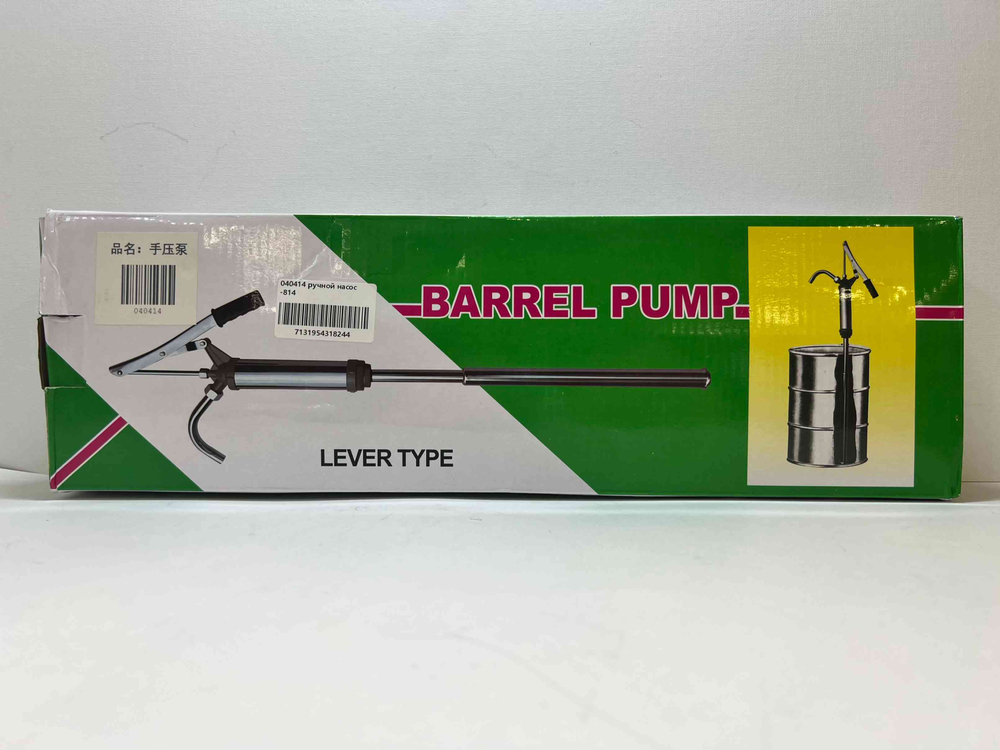 品名：手压泵
040414
040414 ручной насос
-814
7131954318244
BARREL PUMP
LEVER TYPE